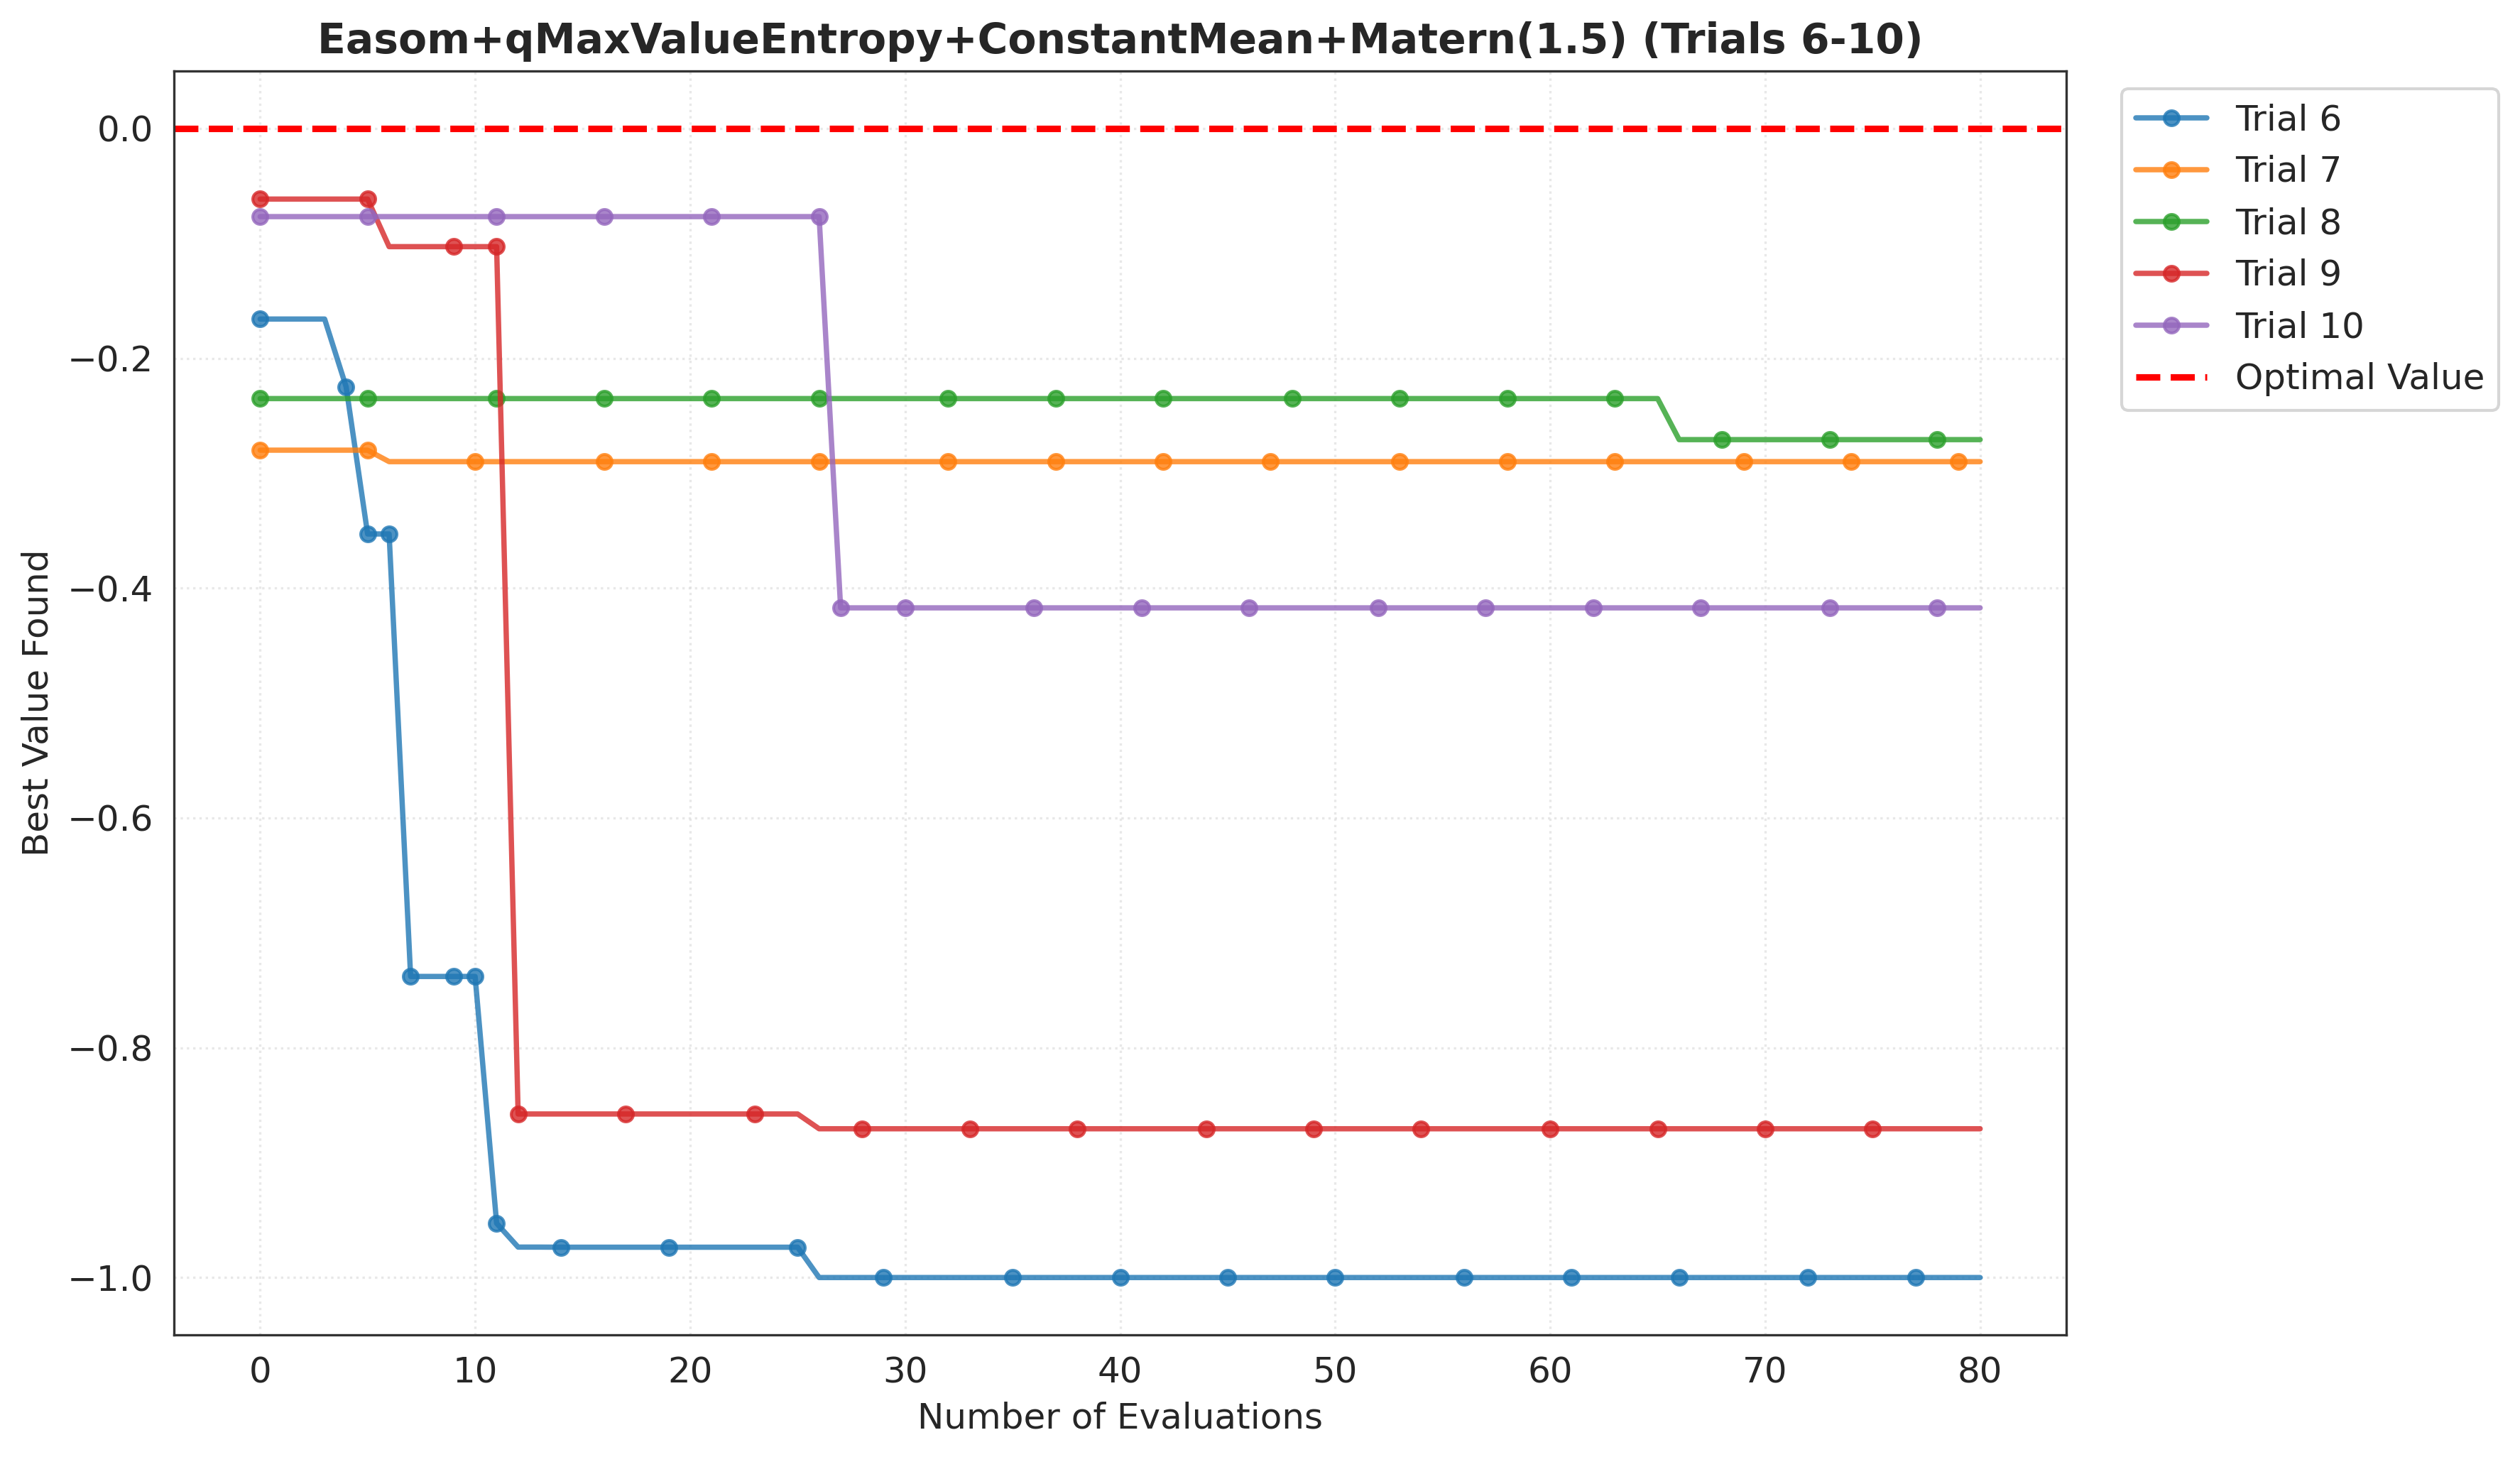 Easom+qMaxValueEntropy+ConstantMean+Matern(1.5) (Trials 6-10)
Best Value Found
0.0
−0.2
−0.4
−0.6
−0.8
−1.0
0 10 20 30 40 50 60 70 80
Number of Evaluations
Trial 6
Trial 7
Trial 8
Trial 9
Trial 10
Optimal Value